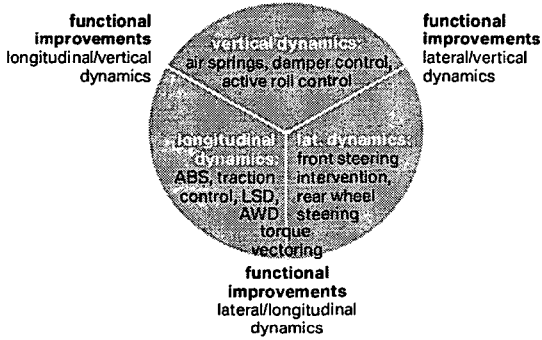 functional
improvements
longitudinal/vertical
dynamics
functional
improvements
lateral/vertical
dynamics
vertical dynamics:
air springs, damper control,
active roll control
longitudinal
dynamics:
ABS, traction
control, LSD,
AWD
lat. dynamics:
front steering
intervention,
rear wheel
steering
torque
vectoring
functional
improvements
lateral/longitudinal
dynamics